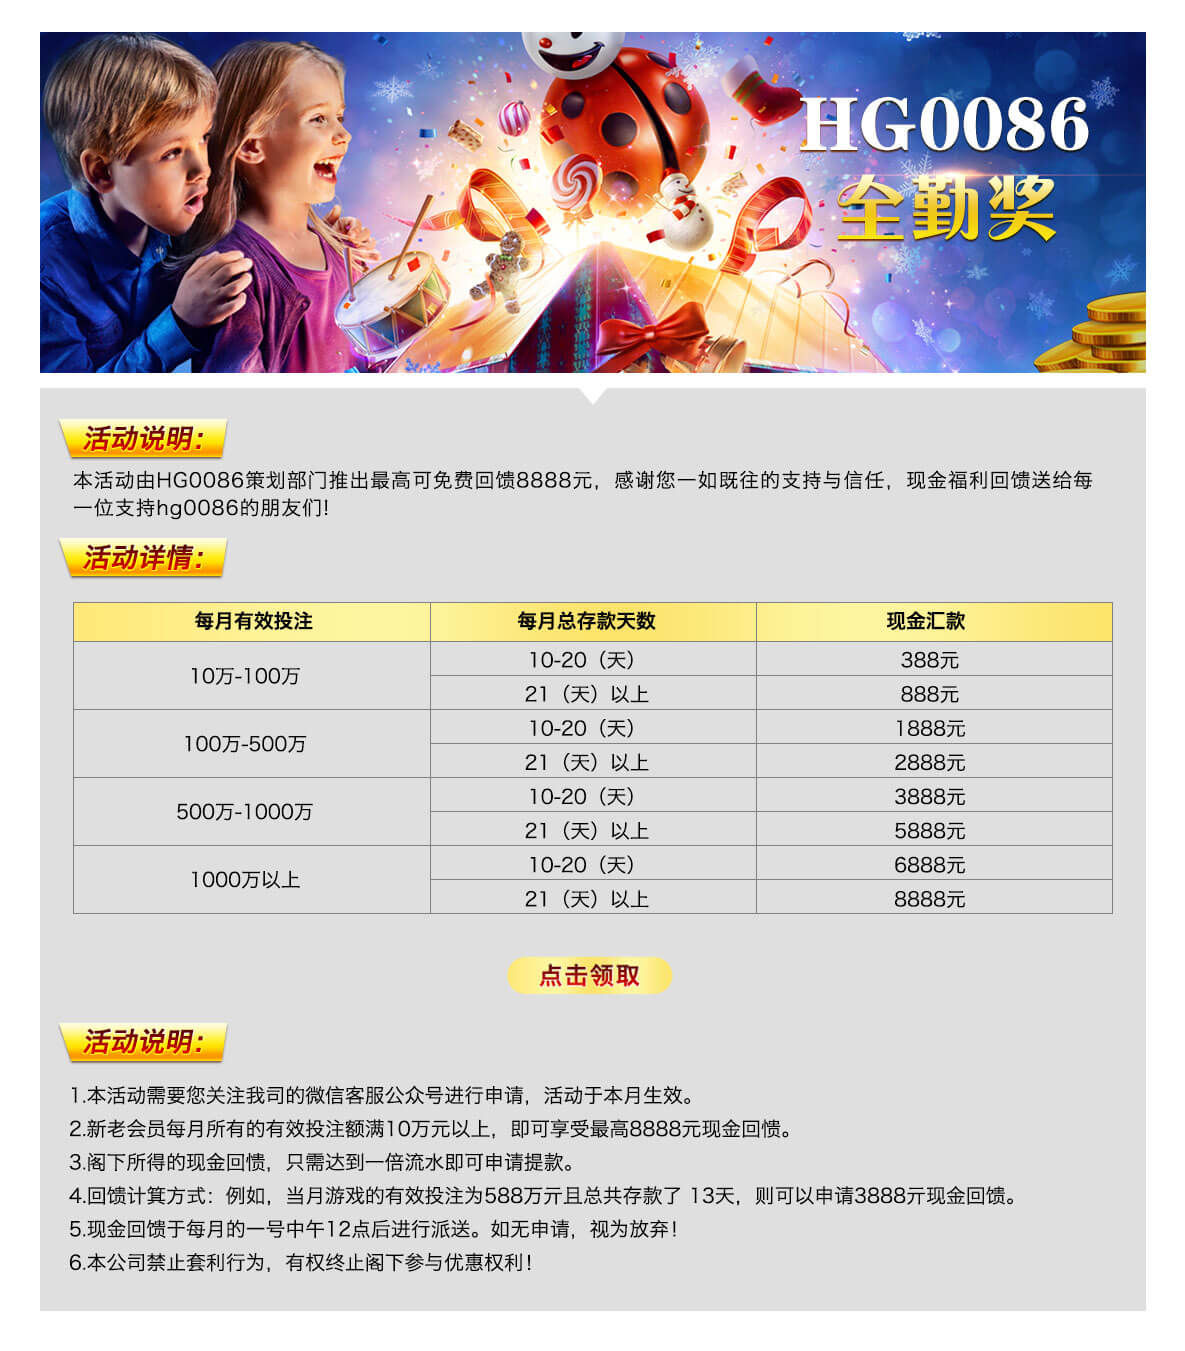 HG0086
全勤奖
活动说明：
本活动由HG0086策划部门推出最高可免费回馈8888元，感谢您一如既往的支持与信任，现金福利回馈送给每
一位支持hg0086的朋友们！
活动详情：
每月有效投注 每月总存款天数 现金汇款
10万-100万 10-20（天） 388元
21（天）以上 888元
100万-500万 10-20（天） 1888元
21（天）以上 2888元
500万-1000万 10-20（天） 3888元
21（天）以上 5888元
1000万以上 10-20（天） 6888元
21（天）以上 8888元
点击领取
活动说明：
1.本活动需要您关注我司的微信客服公众号进行申请，活动于本月生效。
2.新老会员每月所有的有效投注额满10万元以上，即可享受最高8888元现金回愦。
3.阁下所得的现金回愦，只需达到一倍流水即可申请提款。
4.回馈计算方式：例如，当月游戏的有效投注为588万亓且总共存款了 13天，则可以申请3888亓现金回馈。
5.现金回馈于每月的一号中午12点后进行派送。如无申请，视为放弃！
6.本公司禁止套利行为，有权终止阁下参与优惠权利！